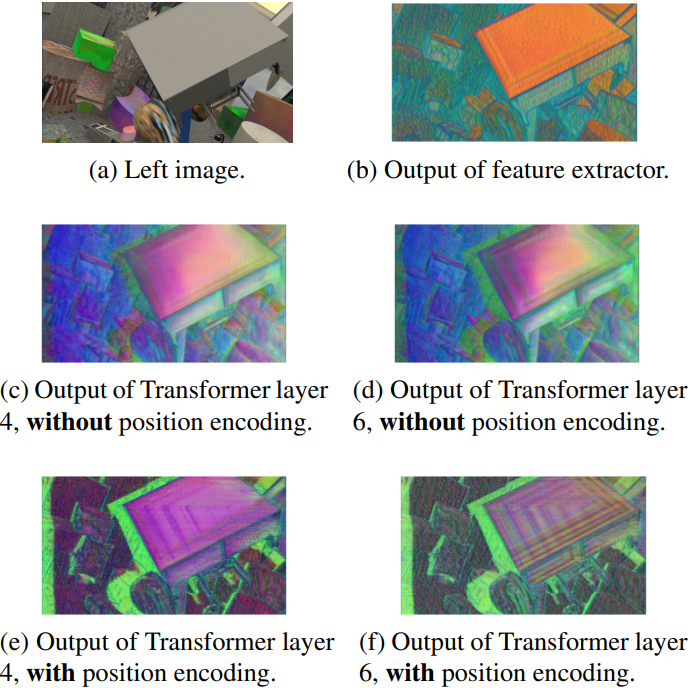 (a) Left image.
(b) Output of feature extractor.
(c) Output of Transformer layer
4, without position encoding.
(d) Output of Transformer layer
6, without position encoding.
(e) Output of Transformer layer
4, with position encoding.
(f) Output of Transformer layer
6, with position encoding.